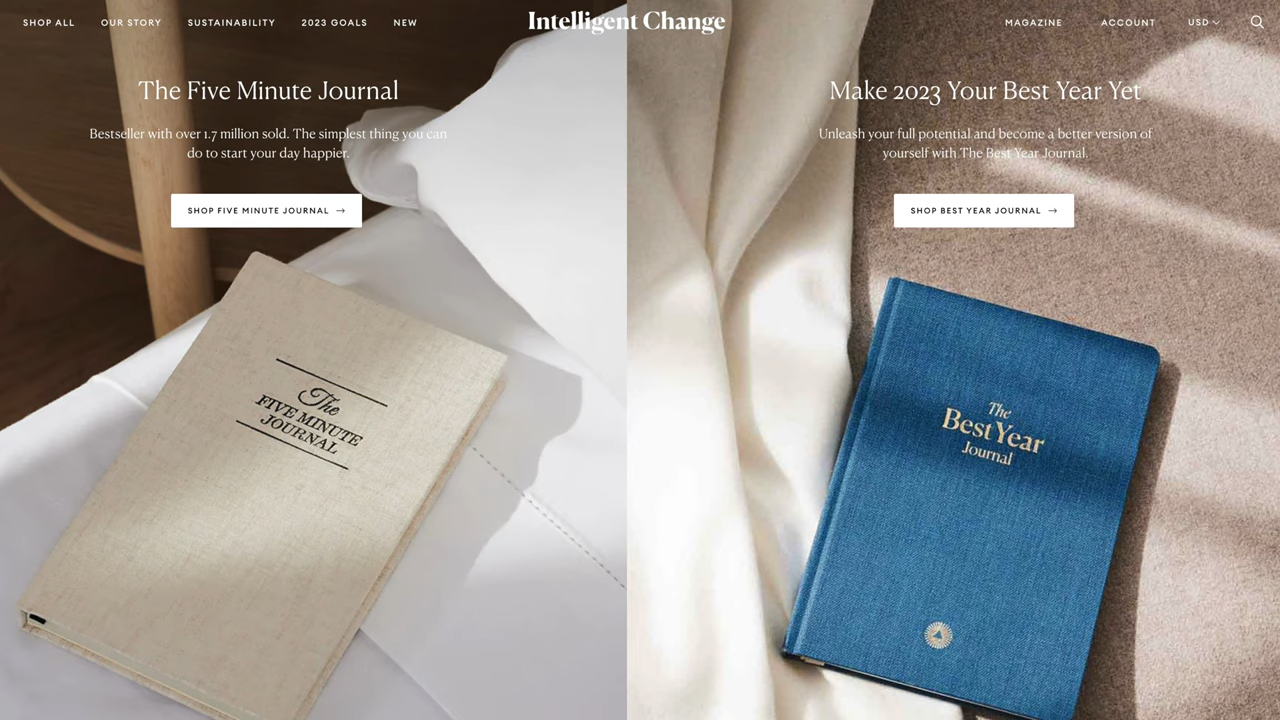 SHOP ALL
OUR STORY
SUSTAINABILITY
2023 GOALS
NEW
Intelligent Change
MAGAZINE
ACCOUNT
USD
The Five Minute Journal
Bestseller with over 1.7 million sold. The simplest thing you can
do to start your day happier.
SHOP FIVE MINUTE JOURNAL →
The
FIVE MINUTE
JOURNAL
Make 2023 Your Best Year Yet
Unleash your full potential and become a better version of
yourself with The Best Year Journal.
SHOP BEST YEAR JOURNAL →
The
Best Year
Journal